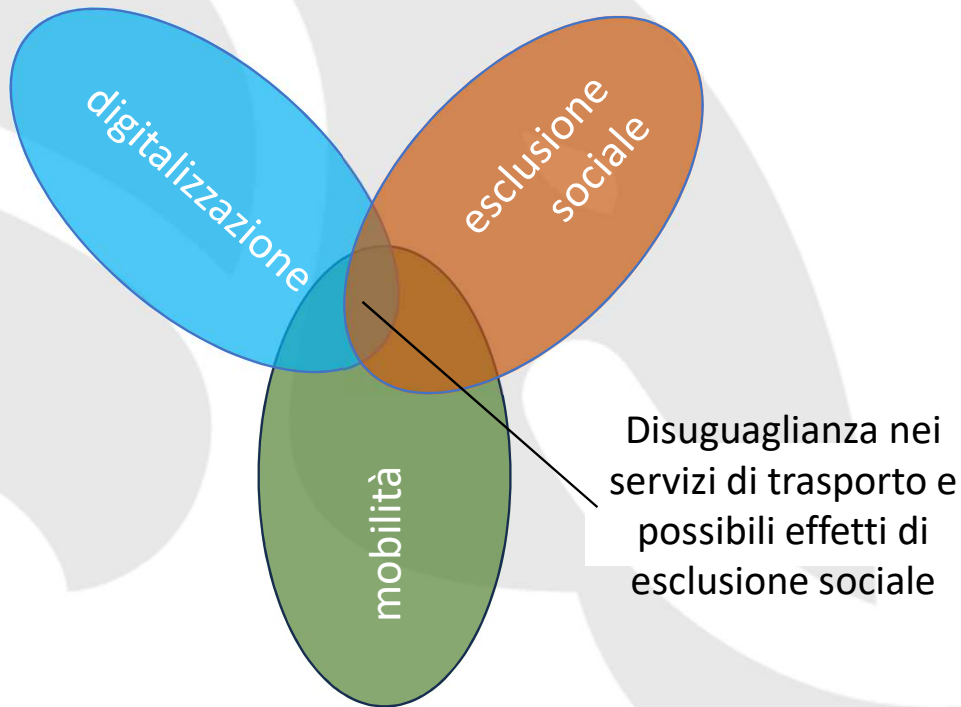 digitalizzazione
esclusione
sociale
mobilità
Disuguaglianza nei
servizi di trasporto e
possibili effetti di
esclusione sociale